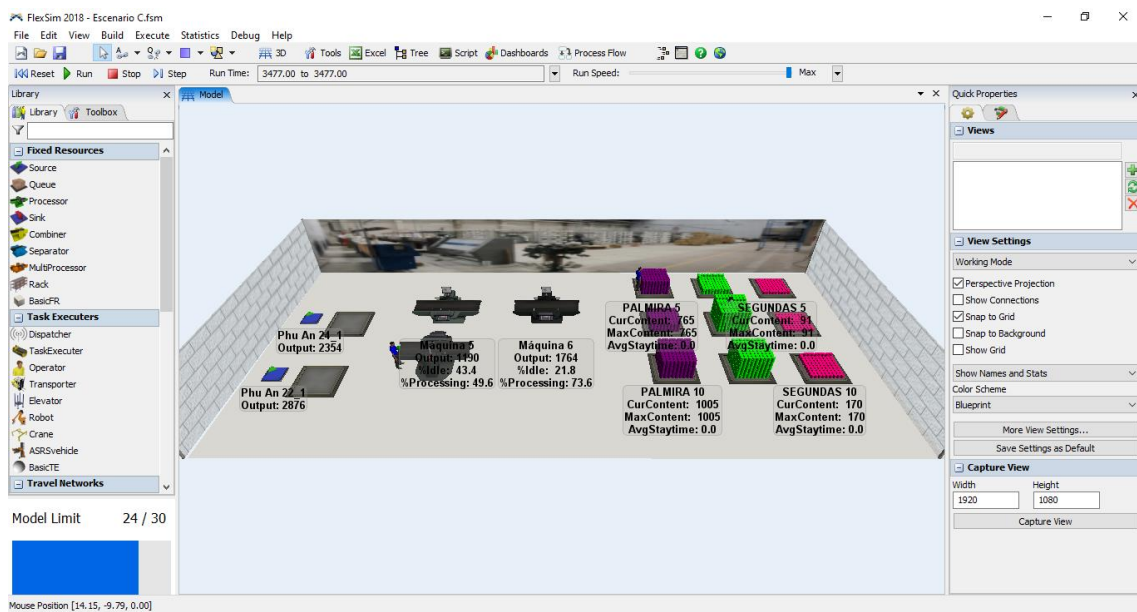 FlexSim 2018 - Escenario C.fsm
File Edit View Build Execute Statistics Debug Help
3D Tools Excel Tree Script Dashboards Process Flow
Reset Run Stop Step Run Time: 3477.00 to 3477.00 Run Speed: Max
Library
Library Toolbox
Fixed Resources
Source
Queue
Processor
Sink
Combiner
Separator
MultiProcessor
Rack
BasicFR
Task Executers
Dispatcher
TaskExecuter
Operator
Transporter
Elevator
Robot
Crane
ASRSvehicle
BasicTE
Travel Networks
Model Limit 24 / 30
Mouse Position [14.15, -9.79, 0.00]
Model
Phu An 24_1
Output: 2354
Phu An 22_1
Output: 2876
Máquina 5
Output: 1190
%Idle: 43.4
%Processing: 49.6
Máquina 6
Output: 1764
%Idle: 21.8
%Processing: 73.6
PALMIRA 5
CurContent: 765
MaxContent: 765
AvgStaytime: 0.0
SEGUNDAS 5
CurContent: 91
MaxContent: 91
AvgStaytime: 0.0
PALMIRA 10
CurContent: 1005
MaxContent: 1005
AvgStaytime: 0.0
SEGUNDAS 10
CurContent: 170
MaxContent: 170
AvgStaytime: 0.0
Quick Properties
Views
View Settings
Working Mode
Perspective Projection
Show Connections
Snap to Grid
Snap to Background
Show Grid
Show Names and Stats
Color Scheme
Blueprint
More View Settings...
Save Settings as Default
Capture View
Width Height
1920 1080
Capture View